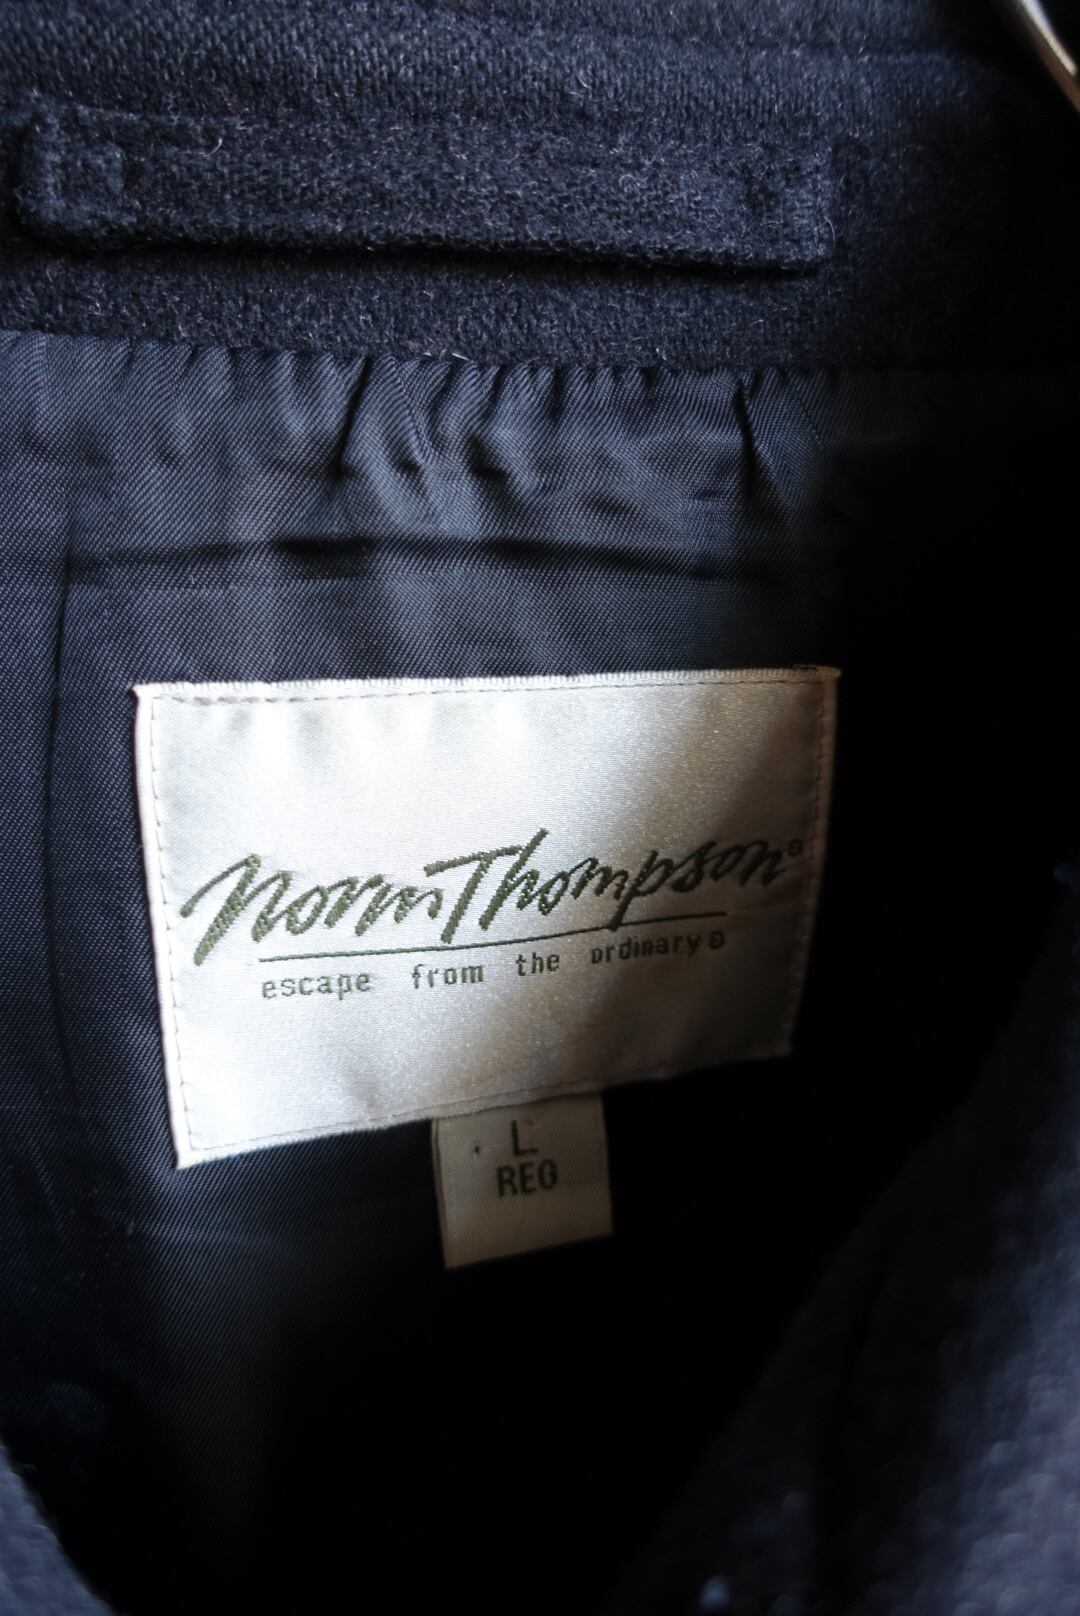 Norm Thompson®
escape from the ordinary®
L
REG